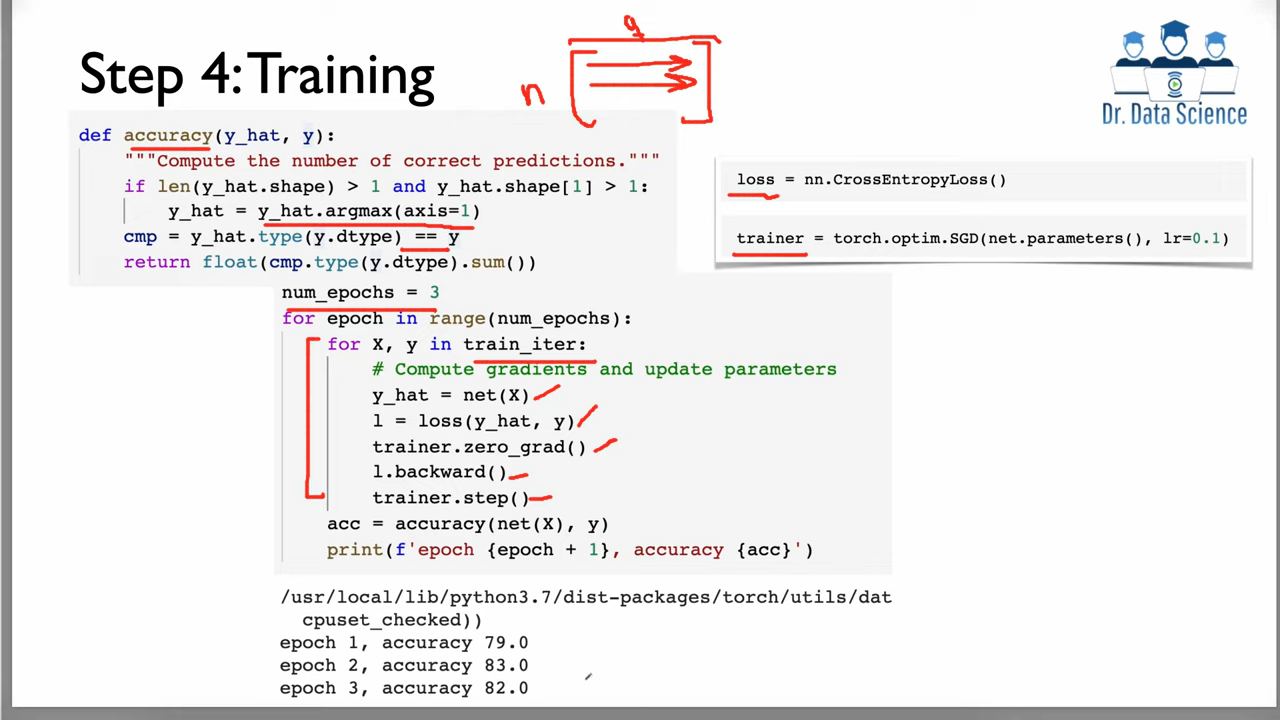 q
Step 4: Training
n
Dr. Data Science
def accuracy(y_hat, y):
"""Compute the number of correct predictions."""
if len(y_hat.shape) > 1 and y_hat.shape[1] > 1:
y_hat = y_hat.argmax(axis=1)
cmp = y_hat.type(y.dtype) == y
return float(cmp.type(y.dtype).sum())
loss = nn.CrossEntropyLoss()
trainer = torch.optim.SGD(net.parameters(), lr=0.1)
num_epochs = 3
for epoch in range(num_epochs):
for X, y in train_iter:
# Compute gradients and update parameters
y_hat = net(X)
l = loss(y_hat, y)
trainer.zero_grad()
l.backward()
trainer.step()
acc = accuracy(net(X), y)
print(f'epoch {epoch + 1}, accuracy {acc}')
/usr/local/lib/python3.7/dist-packages/torch/utils/dat
cpuset_checked))
epoch 1, accuracy 79.0
epoch 2, accuracy 83.0
epoch 3, accuracy 82.0